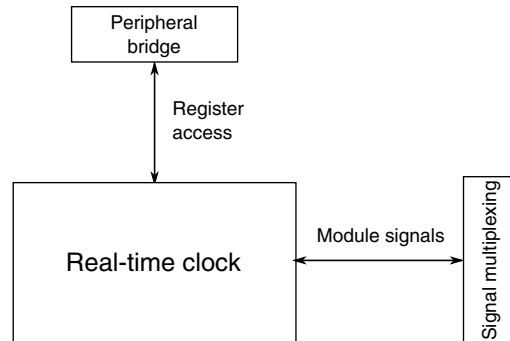 Peripheral
bridge
Register
access
Real-time clock
Module signals
Signal multiplexing